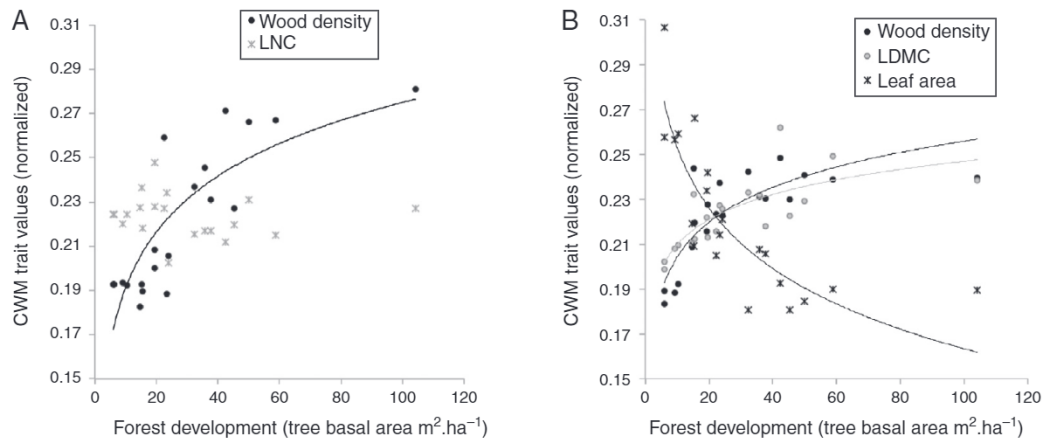 A
Wood density
LNC
CWM trait values (normalized)
0.31
0.29
0.27
0.25
0.23
0.21
0.19
0.17
0.15
0 20 40 60 80 100 120
Forest development (tree basal area m².ha⁻¹)
B
Wood density
LDMC
Leaf area
CWM trait values (normalized)
0.31
0.29
0.27
0.25
0.23
0.21
0.19
0.17
0.15
0 20 40 60 80 100 120
Forest development (tree basal area m².ha⁻¹)